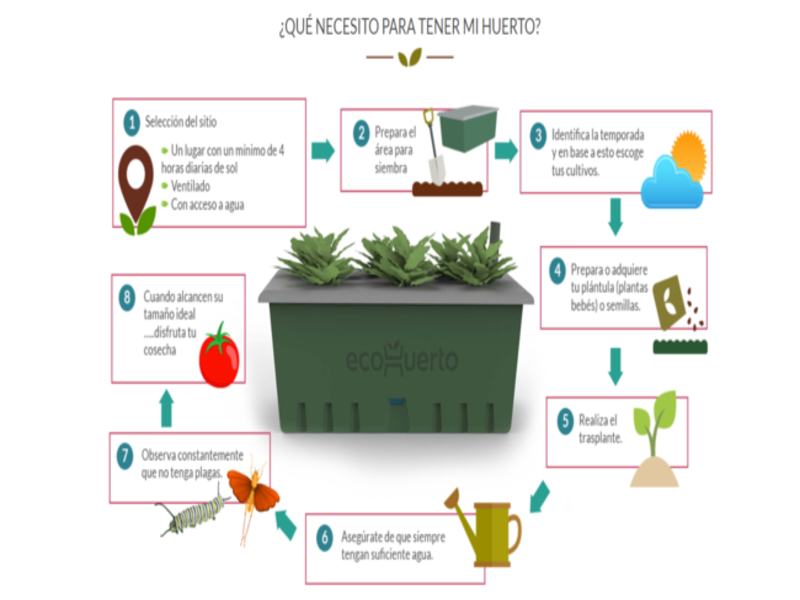 ¿QUÉ NECESITO PARA TENER MI HUERTO?
1 Selección del sitio
Un lugar con un mínimo de 4
horas diarias de sol
Ventilado
Con acceso a agua
2 Prepara el
área para
siembra
3 Identifica la temporada
y en base a esto escoge
tus cultivos.
4 Prepara o adquiere
tu plántula (plantas
bebés) o semillas.
5 Realiza el
trasplante.
6 Asegúrate de que siempre
tengan suficiente agua.
7 Observa constantemente
que no tenga plagas.
8 Cuando alcancen su
tamaño ideal
....disfruta tu
cosecha
ecoHuerto